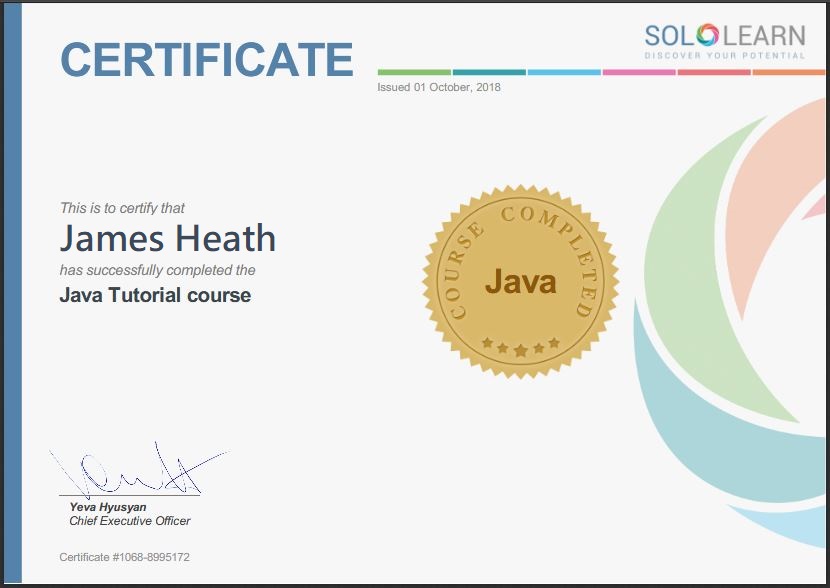 CERTIFICATE
SOLOLEARN
DISCOVER YOUR POTENTIAL
Issued 01 October, 2018
This is to certify that
James Heath
has successfully completed the
Java Tutorial course
COURSE COMPLETED
Java
Yeva Hyusyan
Chief Executive Officer
Certificate #1068-8995172